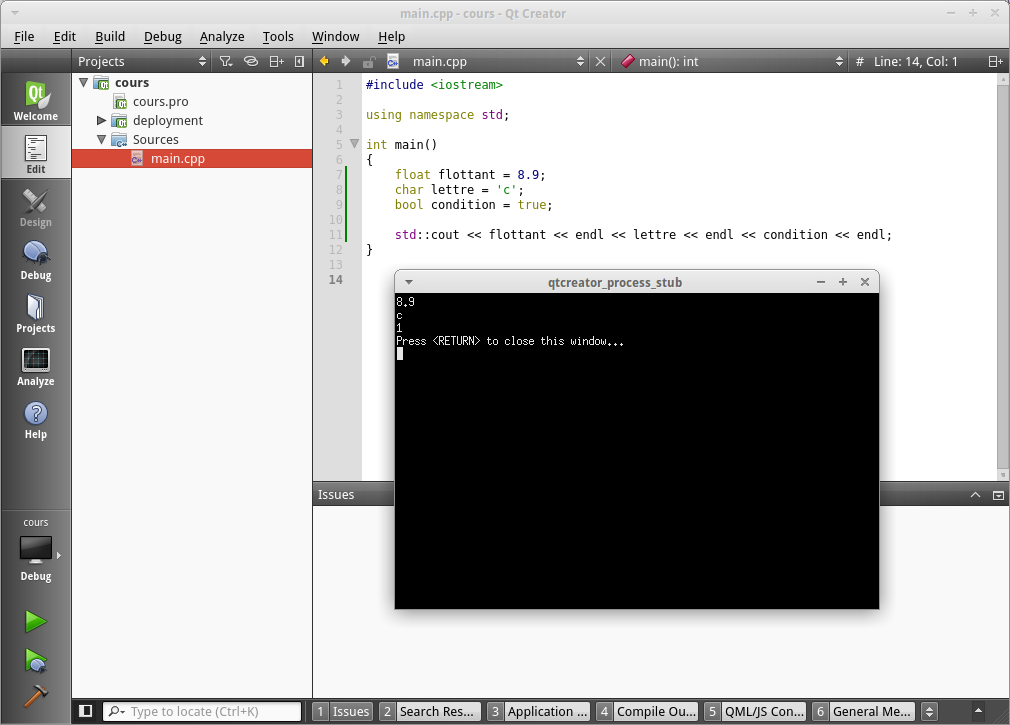 main.cpp - cours - Qt Creator
File Edit Build Debug Analyze Tools Window Help
Projects main.cpp main(): int # Line: 14, Col: 1
Qt
Welcome
Edit
Design
Debug
Projects
Analyze
Help
cours
Debug
cours
cours.pro
deployment
Sources
main.cpp
1 #include <iostream>
2
3 using namespace std;
4
5 int main()
6 {
7 float flottant = 8.9;
8 char lettre = 'c';
9 bool condition = true;
10
11 std::cout << flottant << endl << lettre << endl << condition << endl;
12 }
13
14
qtcreator_process_stub
8.9
c
1
Press <RETURN> to close this window...
Issues
Type to locate (Ctrl+K) 1 Issues 2 Search Res... 3 Application ... 4 Compile Ou... 5 QML/JS Con... 6 General Me...